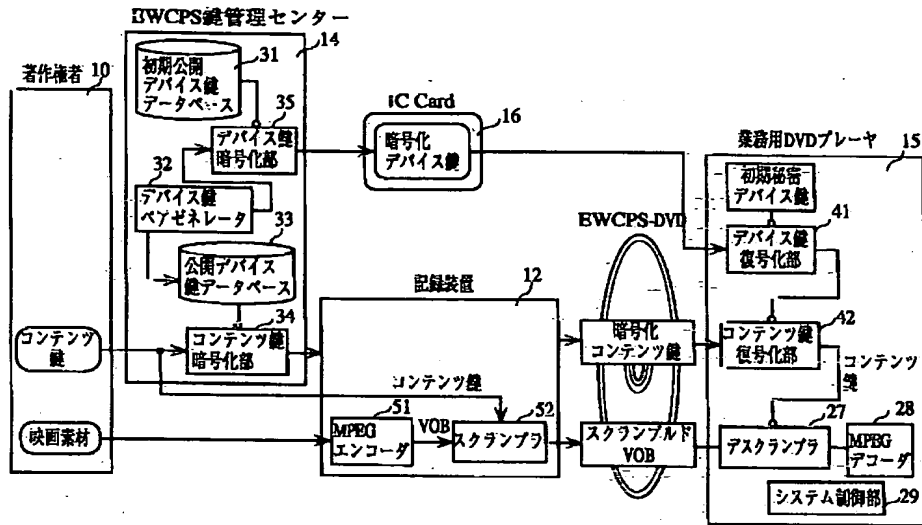 EWCPS鍵管理センター
14
31
初期公開
デバイス鍵
データベース
著作権者
10
35
デバイス鍵
暗号化部
IC Card
16
暗号化
デバイス鍵
業務用DVDプレーヤ
15
初期秘密
デバイス鍵
32
デバイス鍵
ペアゼネレータ
33
公開デバイス
鍵データベース
EWCPS-DVD
41
デバイス鍵
復号化部
記録装置
12
34
コンテンツ
鍵
コンテンツ鍵
暗号化部
暗号化
コンテンツ鍵
42
コンテンツ鍵
復号化部
コンテンツ
鍵
コンテンツ鍵
51
52
27
28
映画素材
MPEG
エンコーダ
VOB
スクランブラ
スクランブルド
VOB
デスクランブラ
MPEG
デコーダ
システム制御部
29